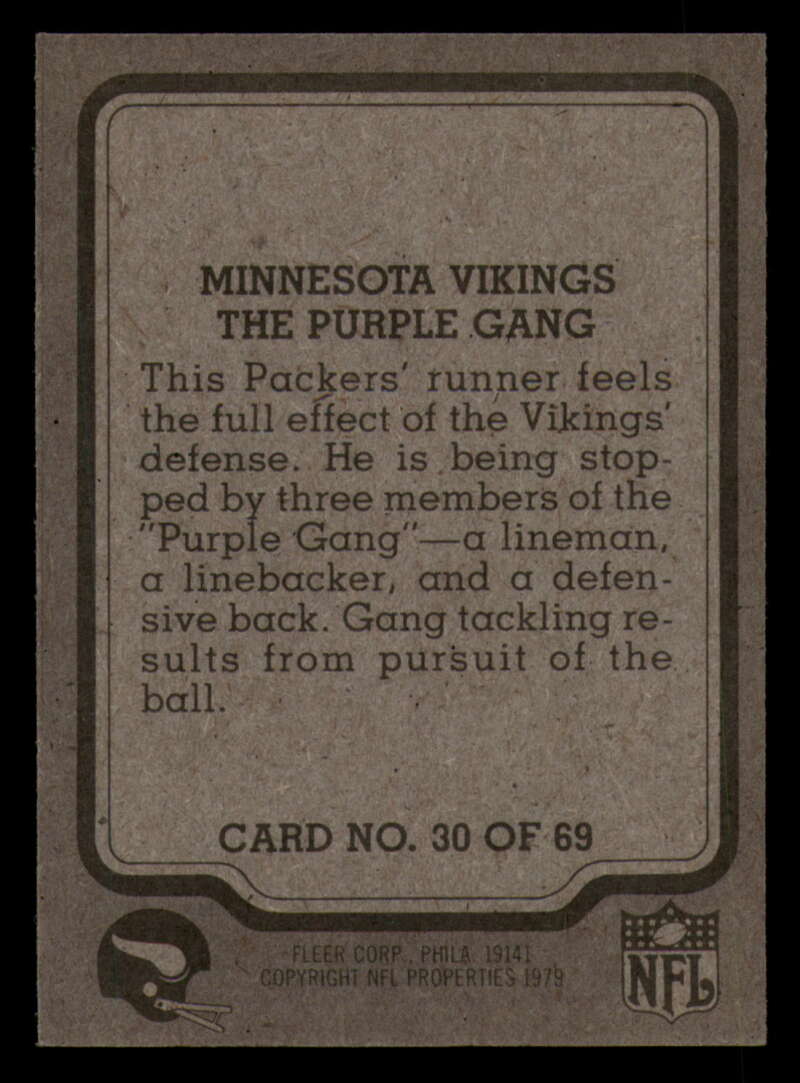 MINNESOTA VIKINGS
THE PURPLE GANG
This Packers' runner feels
the full effect of the Vikings'
defense. He is being stop-
ped by three members of the
"Purple Gang"—a lineman,
a linebacker, and a defen-
sive back. Gang tackling re-
sults from pursuit of the
ball.
CARD NO. 30 OF 69
FLEER CORP., PHILA. 19141
COPYRIGHT NFL PROPERTIES 1979
NFL